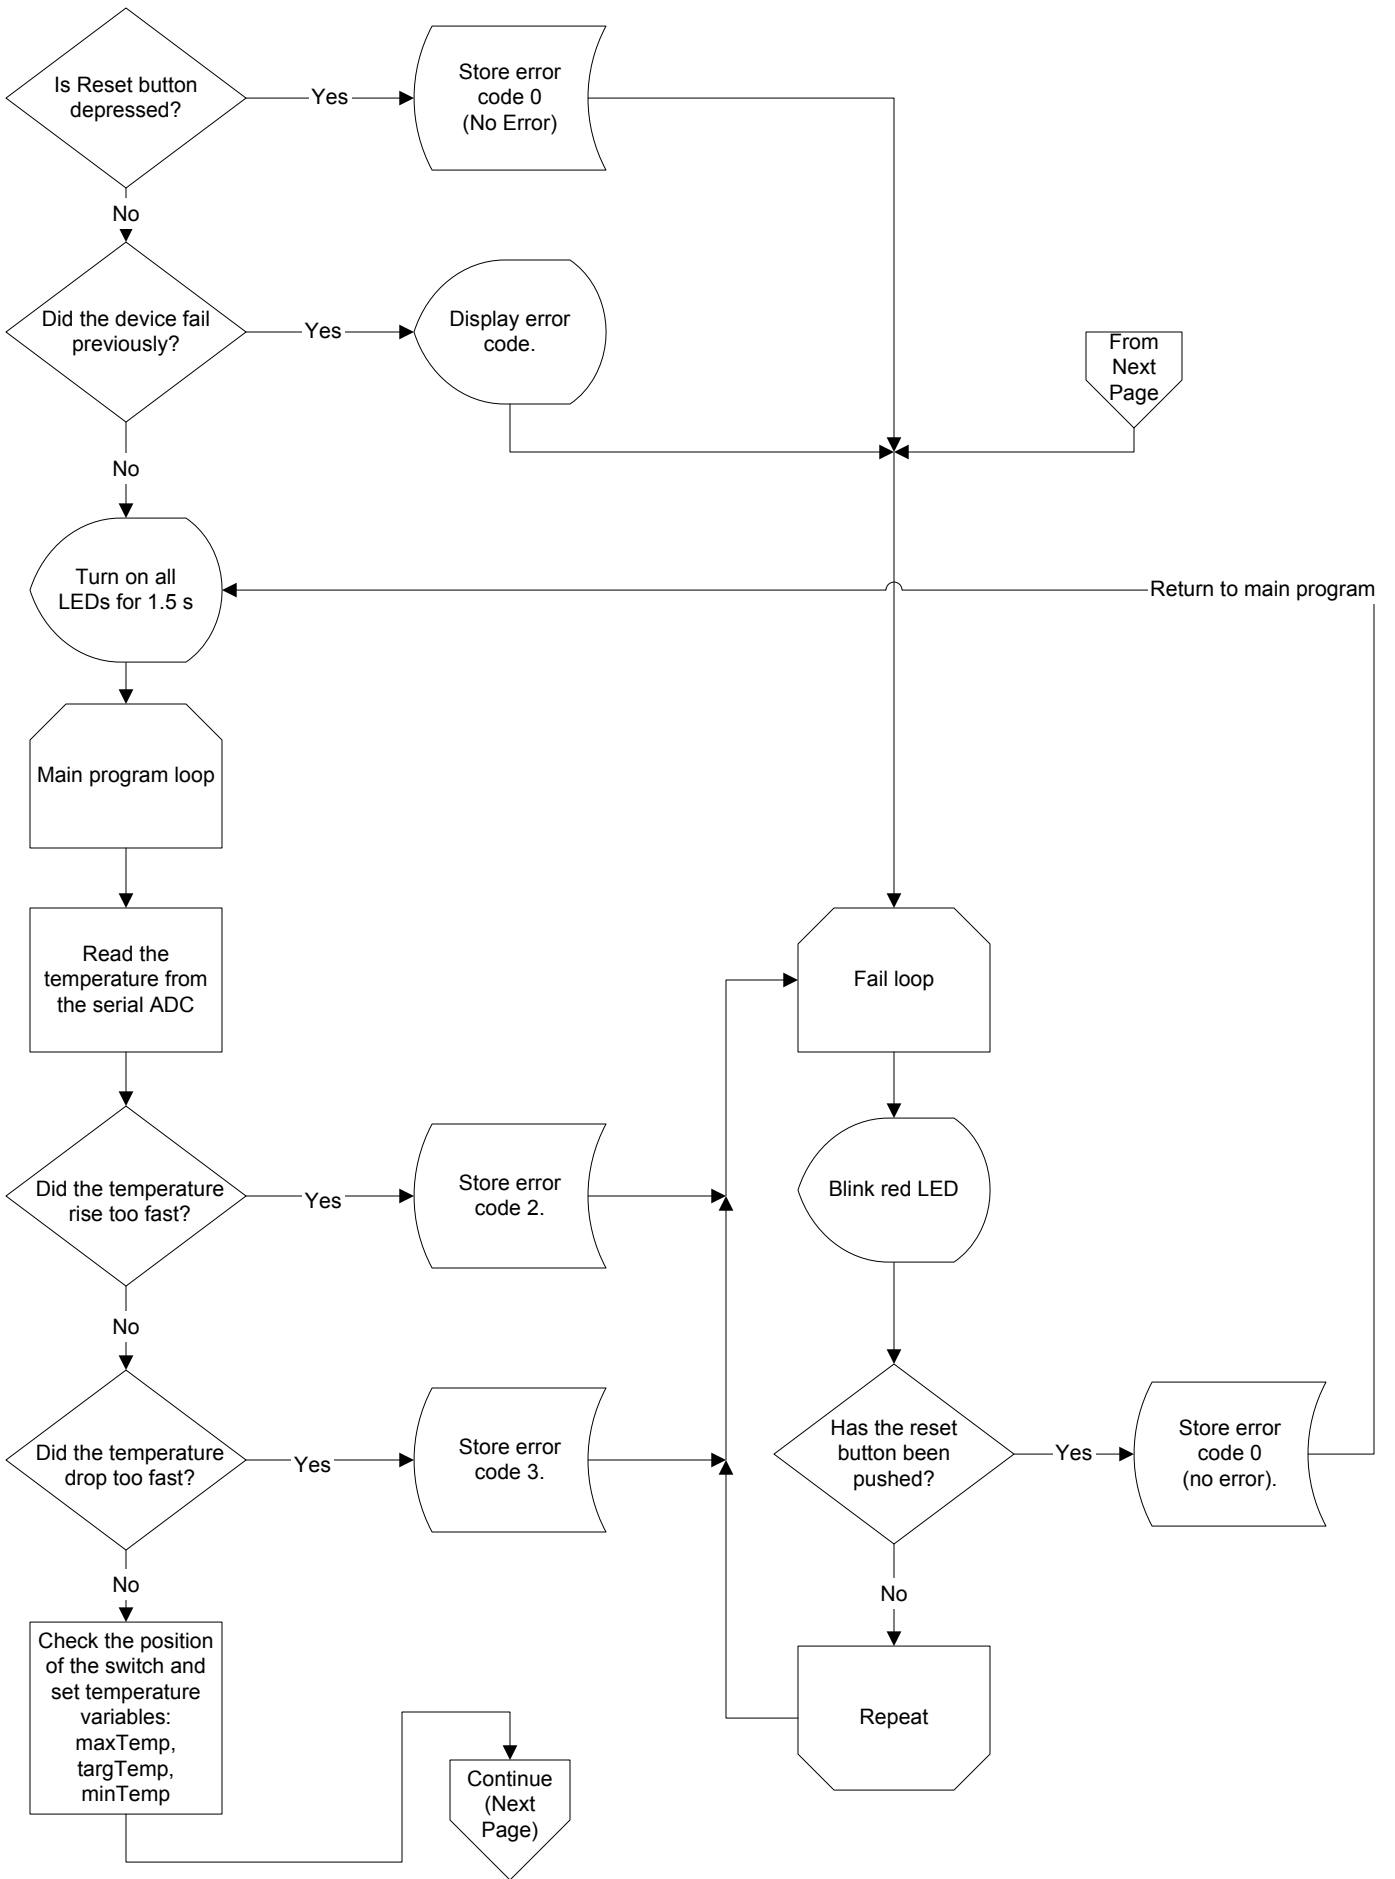 Is Reset button
depressed?
Yes
Store error
code 0
(No Error)
No
Did the device fail
previously?
Yes
Display error
code.
From
Next
Page
No
Turn on all
LEDs for 1.5 s
Return to main program
Main program loop
Read the
temperature from
the serial ADC
Fail loop
Did the temperature
rise too fast?
Yes
Store error
code 2.
Blink red LED
No
Did the temperature
drop too fast?
Yes
Store error
code 3.
Has the reset
button been
pushed?
Yes
Store error
code 0
(no error).
No
No
Check the position
of the switch and
set temperature
variables:
maxTemp,
targTemp,
minTemp
Continue
(Next
Page)
Repeat